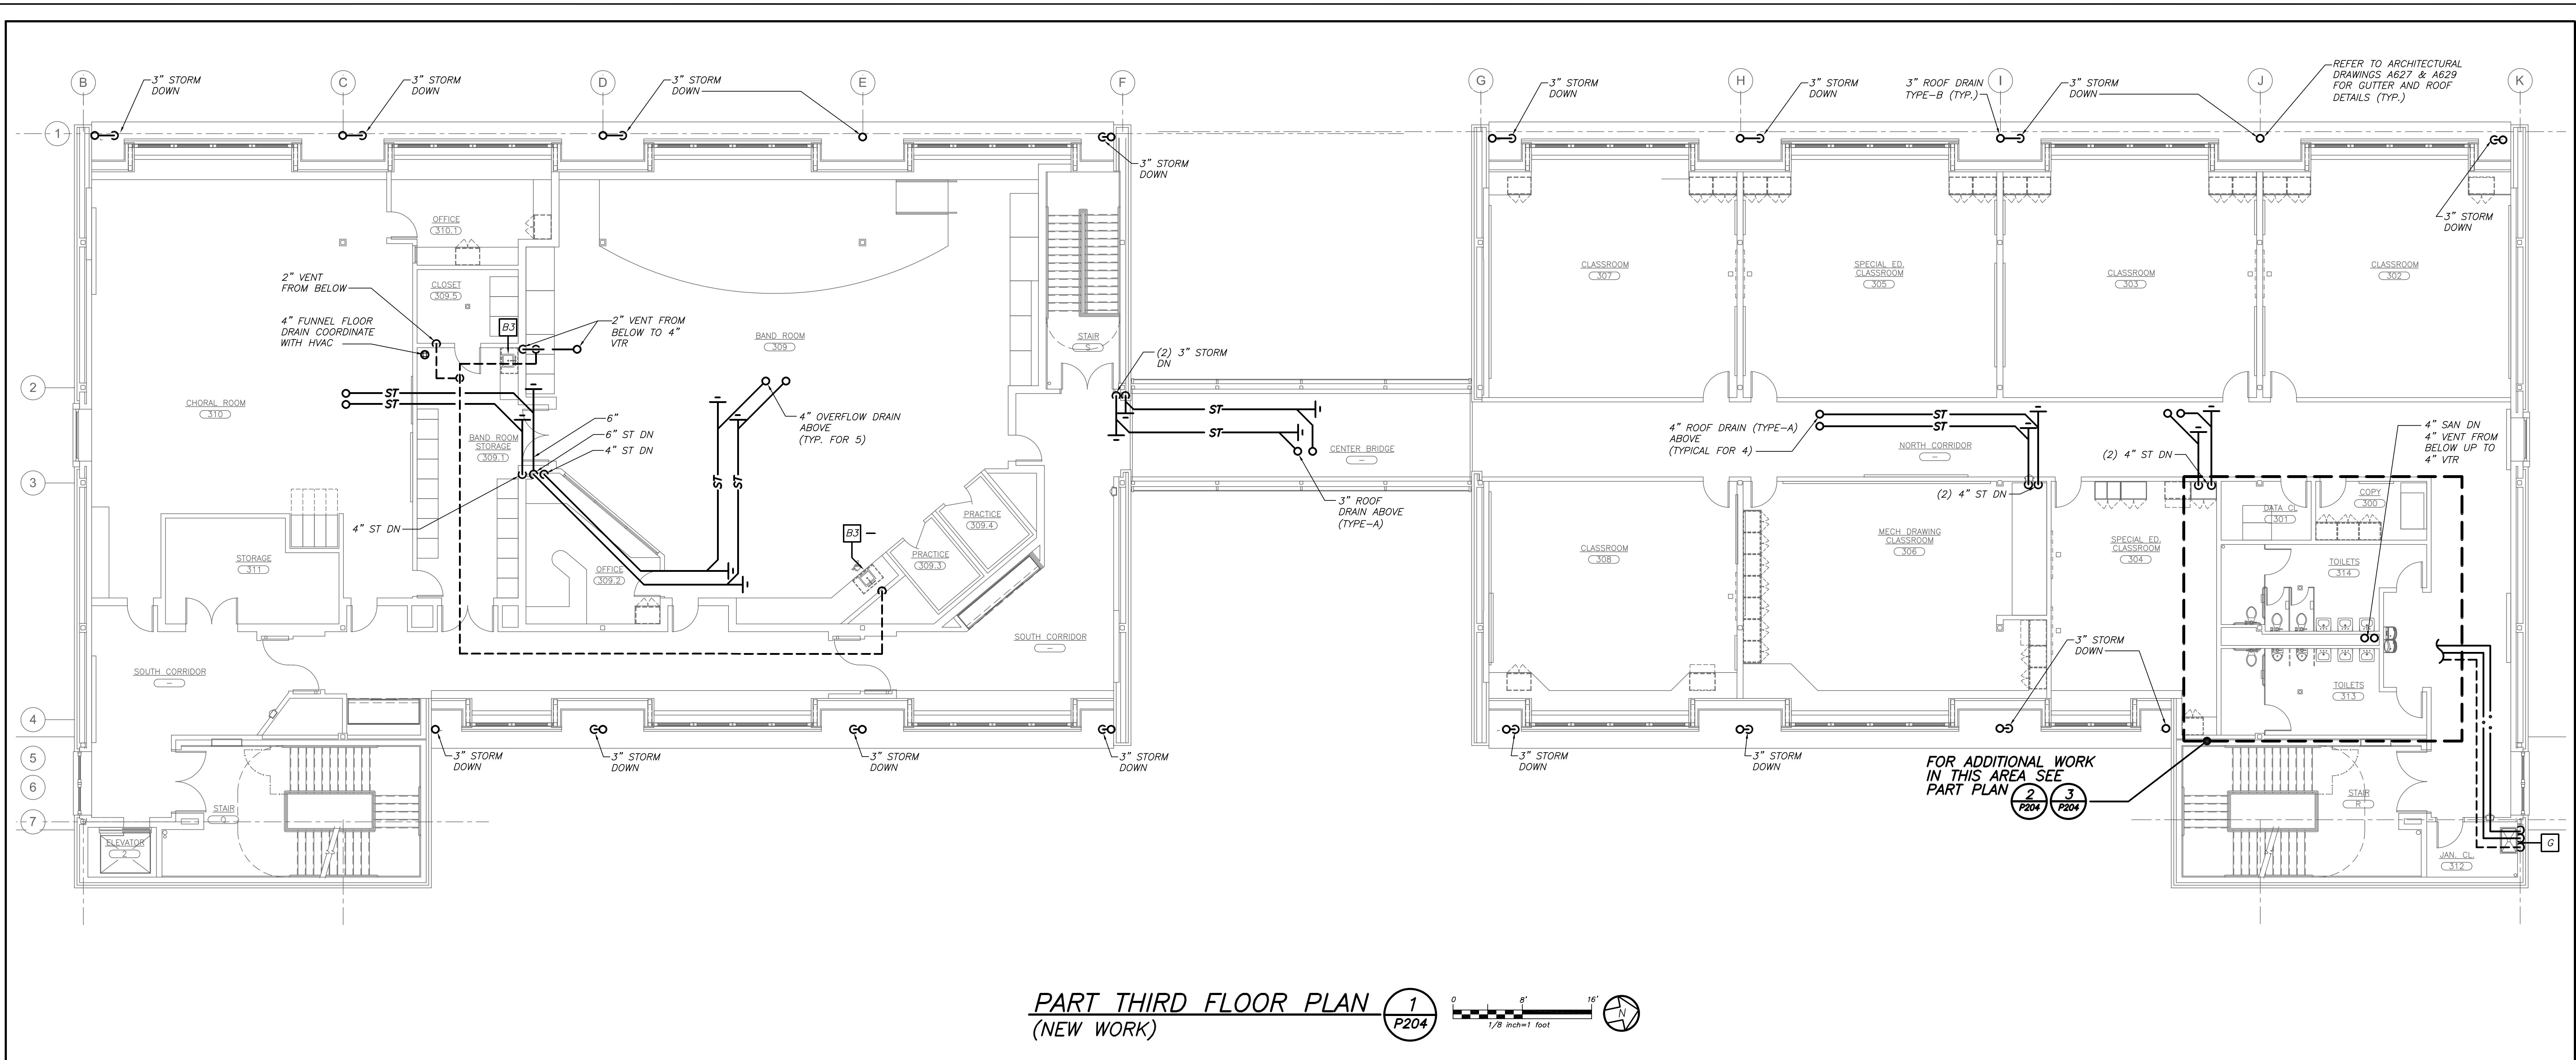 B
C
D
E
F
G
H
I
J
K
3" STORM
DOWN
3" STORM
DOWN
3" STORM
DOWN
3" STORM
DOWN
3" STORM
DOWN
3" ROOF DRAIN
TYPE-B (TYP.)
3" STORM
DOWN
REFER TO ARCHITECTURAL
DRAWINGS A627 & A629
FOR GUTTER AND ROOF
DETAILS (TYP.)
1
3" STORM
DOWN
3" STORM
DOWN
OFFICE
310.1
2" VENT
FROM BELOW
CLOSET
309.5
4" FUNNEL FLOOR
DRAIN COORDINATE
WITH HVAC
B3
2" VENT FROM
BELOW TO 4"
VTR
BAND ROOM
309
STAIR
S
(2) 3" STORM
DN
CLASSROOM
307
SPECIAL ED.
CLASSROOM
305
CLASSROOM
303
CLASSROOM
302
2
CHORAL ROOM
310
ST
ST
6"
6" ST DN
4" ST DN
BAND ROOM
STORAGE
309.1
4" OVERFLOW DRAIN
ABOVE
(TYP. FOR 5)
ST
ST
ST
ST
CENTER BRIDGE
-
4" ROOF DRAIN (TYPE-A)
ABOVE
(TYPICAL FOR 4)
ST
ST
NORTH CORRIDOR
-
(2) 4" ST DN
4" SAN DN
4" VENT FROM
BELOW UP TO
4" VTR
3
4" ST DN
3" ROOF
DRAIN ABOVE
(TYPE-A)
(2) 4" ST DN
DATA CL
301
COPY
300
STORAGE
311
OFFICE
309.2
B3
PRACTICE
309.4
PRACTICE
309.3
CLASSROOM
308
MECH DRAWING
CLASSROOM
306
SPECIAL ED.
CLASSROOM
304
TOILETS
314
SOUTH CORRIDOR
-
SOUTH CORRIDOR
-
3" STORM
DOWN
TOILETS
313
4
5
6
7
3" STORM
DOWN
3" STORM
DOWN
3" STORM
DOWN
3" STORM
DOWN
3" STORM
DOWN
3" STORM
DOWN
FOR ADDITIONAL WORK
IN THIS AREA SEE
PART PLAN
2
P204
3
P204
STAIR
Q
ELEVATOR
2
STAIR
R
JAN. CL.
312
G
PART THIRD FLOOR PLAN
(NEW WORK)
1
P204
0 8' 16'
1/8 inch=1 foot
N